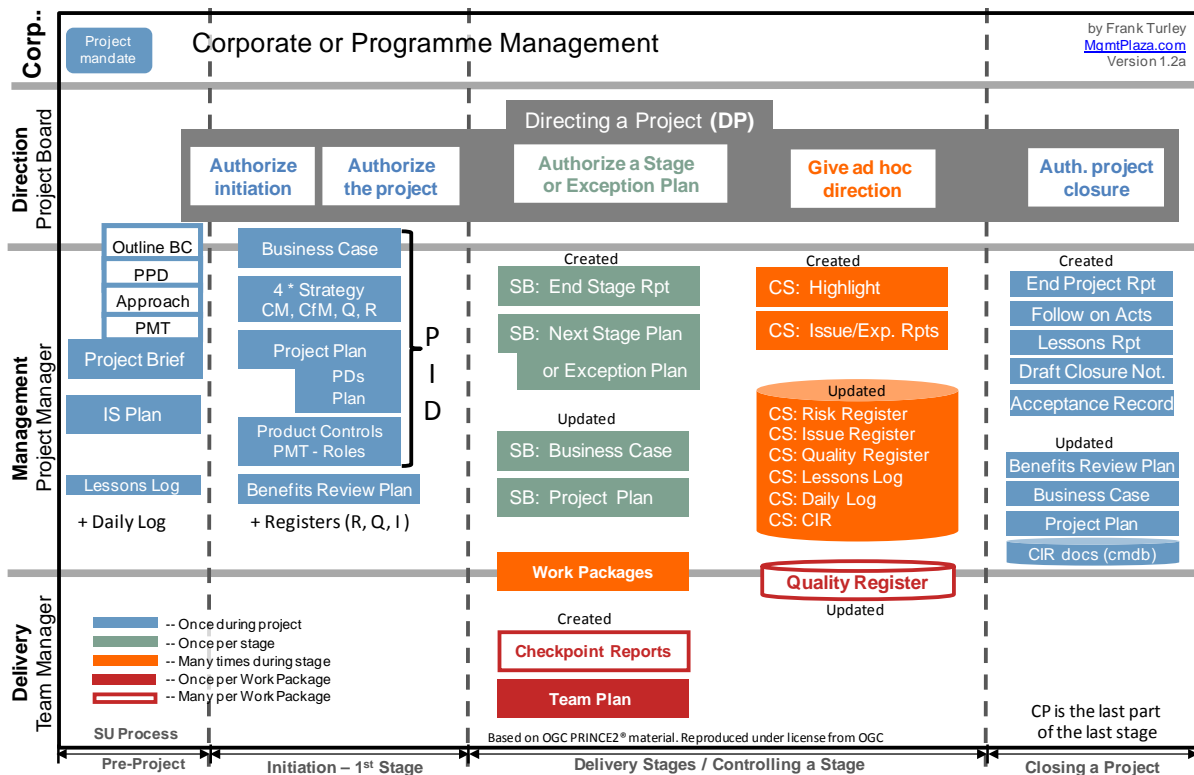 Corp..
Project
mandate
Corporate or Programme Management
by Frank Turley
MgmtPlaza.com
Version 1.2a
Direction
Project Board
Directing a Project (DP)
Authorize
initiation
Authorize
the project
Authorize a Stage
or Exception Plan
Give ad hoc
direction
Auth. project
closure
Management
Project Manager
Outline BC
PPD
Approach
PMT
Project Brief
IS Plan
Lessons Log
+ Daily Log
Business Case
4 * Strategy
CM, CfM, Q, R
Project Plan
PDs
Plan
Product Controls
PMT - Roles
P
I
D
Benefits Review Plan
+ Registers (R, Q, I )
Created
SB: End Stage Rpt
SB: Next Stage Plan
or Exception Plan
Updated
SB: Business Case
SB: Project Plan
Work Packages
Created
CS: Highlight
CS: Issue/Exp. Rpts
Updated
CS: Risk Register
CS: Issue Register
CS: Quality Register
CS: Lessons Log
CS: Daily Log
CS: CIR
Quality Register
Updated
Created
End Project Rpt
Follow on Acts
Lessons Rpt
Draft Closure Not.
Acceptance Record
Updated
Benefits Review Plan
Business Case
Project Plan
CIR docs (cmdb)
Delivery
Team Manager
-- Once during project
-- Once per stage
-- Many times during stage
-- Once per Work Package
-- Many per Work Package
Created
Checkpoint Reports
Team Plan
CP is the last part
of the last stage
SU Process
Based on OGC PRINCE2® material. Reproduced under license from OGC
Pre-Project
Initiation – 1st Stage
Delivery Stages / Controlling a Stage
Closing a Project